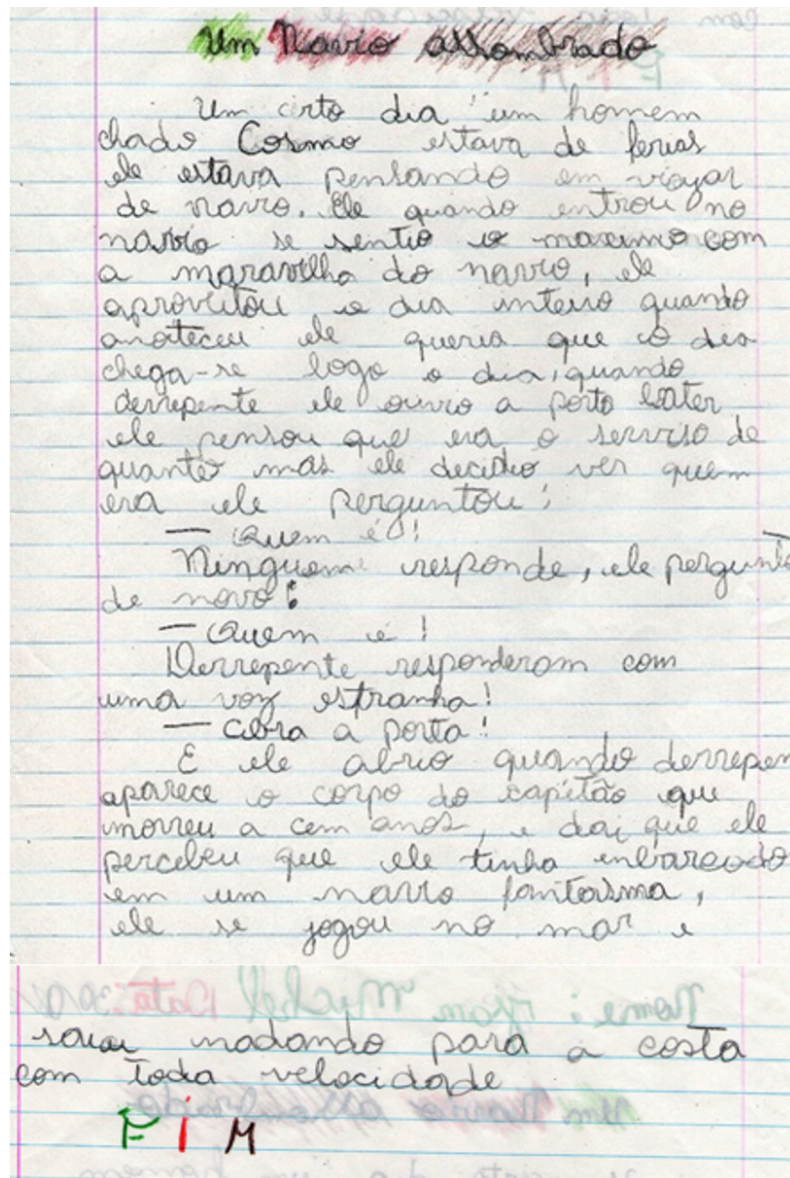 Um Navio assombrado
Um certo dia um homem
chado Cosmo estava de ferias
ele estava pensando em viajar
de navio. Ele quando entrou no
navio se sentio o maximo com
a maravilha do navio, ele
aproveitou o dia inteiro quando
anoiteceu ele queria que o dia
chega-se logo o dia, quando
derrepente ele ouvio a porta bater
ele pensou que era o serviso de
quanto mas ele decidio ver quem
era ele perguntou:
— Quem é!
Ninguem responde, ele pergunto
de novo:
— Quem é!
Derrepente responderam com
uma voz estranha!
— Abra a porta!
E ele abrio quando derrepen
aparece o corpo do capitão que
morreu a cem anos, e dai que ele
percebeu que ele tinha enbarcado
em um navio fantasma,
ele se jogou no mar e
saiu nadando para a costa
com toda velocidade
FIM